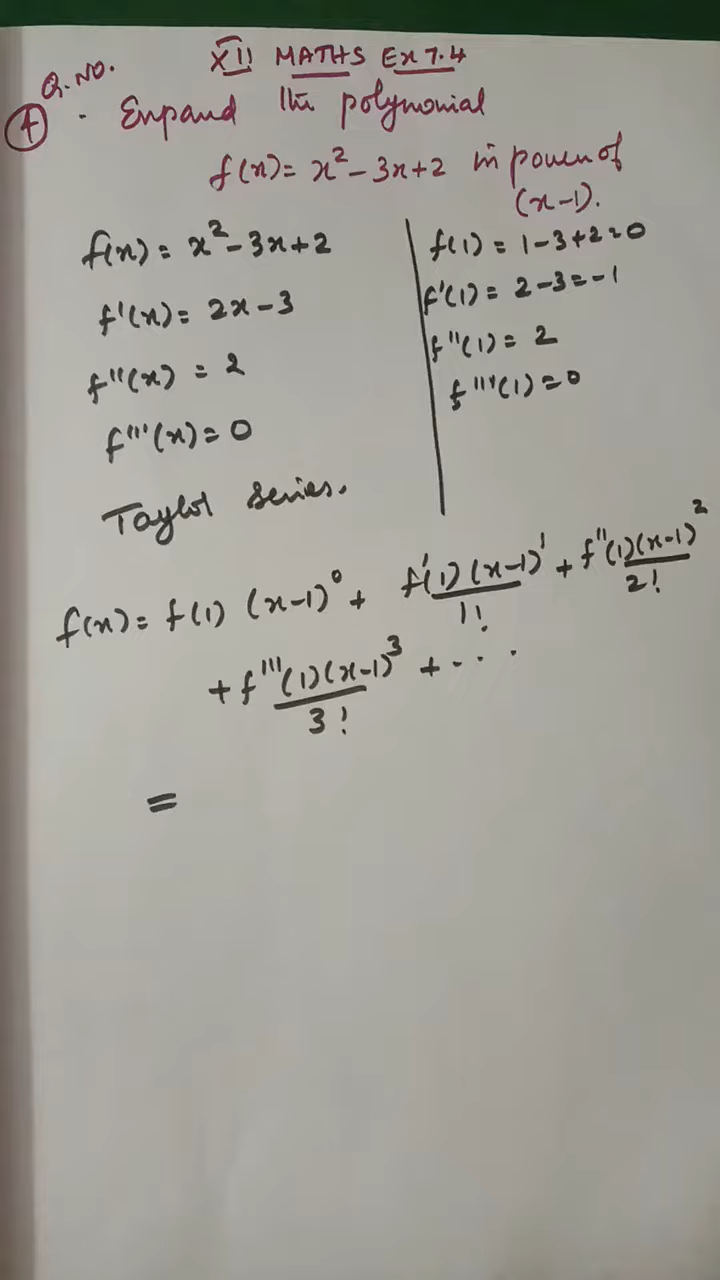 XII MATHS Ex 7.4
Q. NO.
④ . Expand the polynomial
f(x) = x² - 3x + 2 in power of
(x-1).
f(x) = x² - 3x + 2
f'(x) = 2x - 3
f''(x) = 2
f'''(x) = 0
f(1) = 1 - 3 + 2 = 0
f'(1) = 2 - 3 = -1
f''(1) = 2
f'''(1) = 0
Taylor Series.
f(x) = f(1) (x-1)⁰ + f'(1)(x-1)¹/1! + f''(1)(x-1)²/2!
+ f'''(1)(x-1)³/3! + ...
=